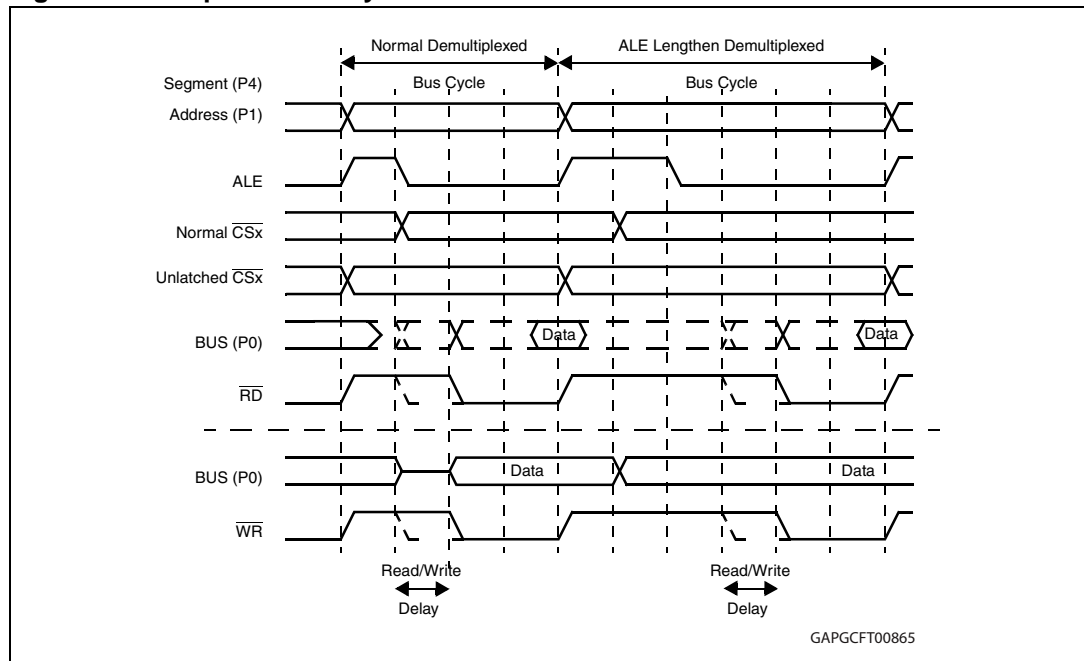 Normal Demultiplexed ALE Lengthen Demultiplexed
Segment (P4) Bus Cycle Bus Cycle
Address (P1)
ALE
Normal CSx
Unlatched CSx
BUS (P0) Data Data
RD
BUS (P0) Data Data
WR
Read/Write Read/Write
Delay Delay
GAPGCFT00865